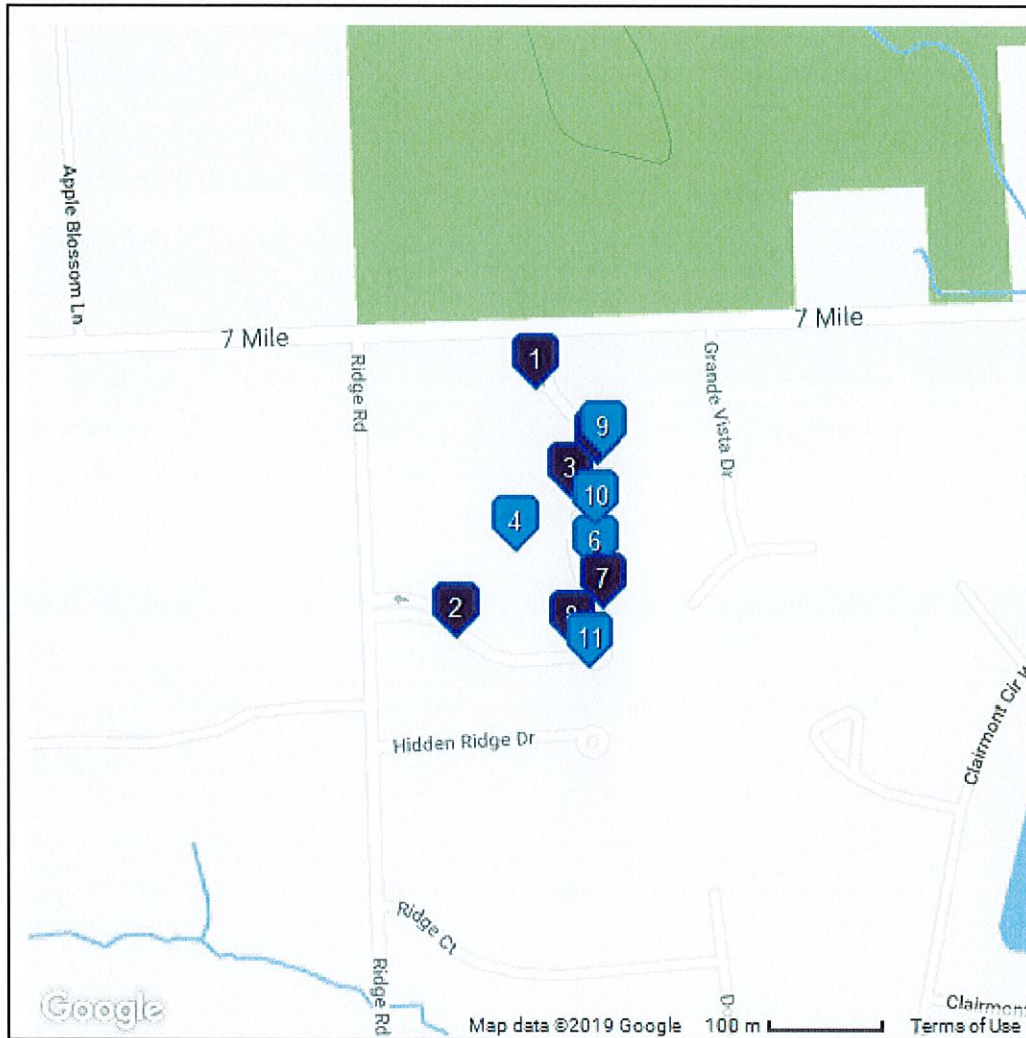 Apple Blossom Ln
7 Mile
7 Mile
Ridge Rd
Grande Vista Dr
1
9
3
10
4
6
7
2
11
Hidden Ridge Dr
Clairmont Cir
Ridge Ct
Ridge Rd
Google
Map data ©2019 Google
100 m
Terms of Use
Clairmont